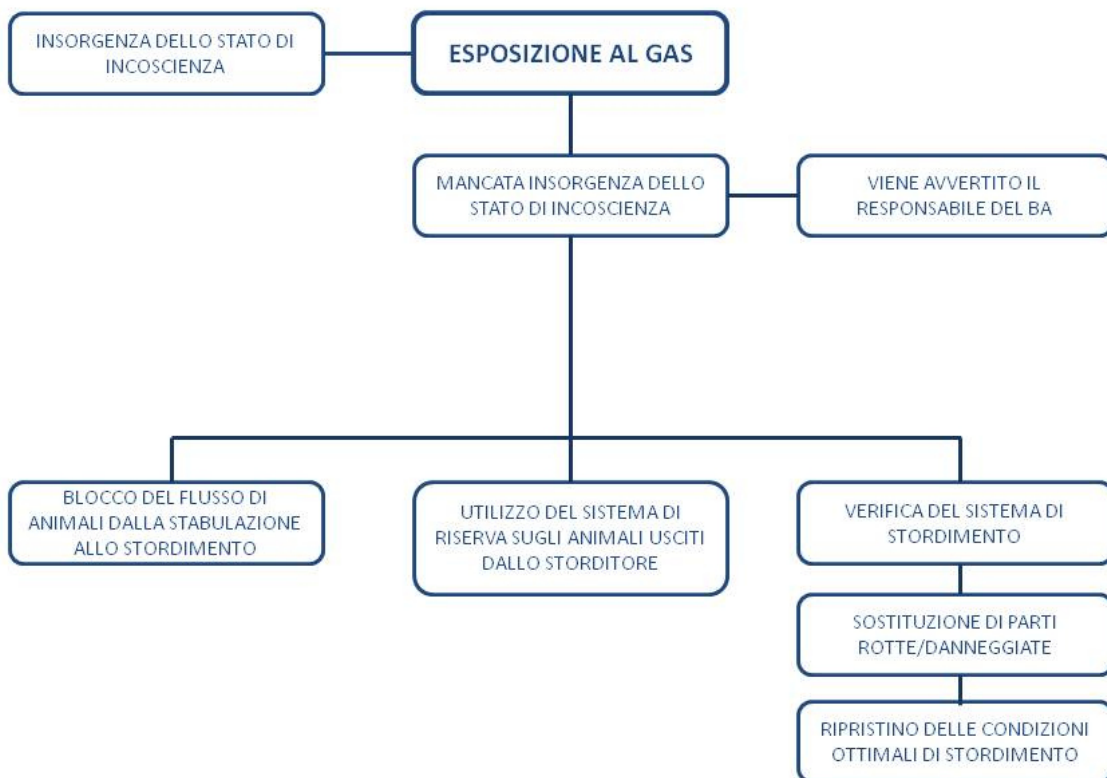 INSORGENZA DELLO STATO DI
INCOSCIENZA
ESPOSIZIONE AL GAS
MANCATA INSORGENZA DELLO
STATO DI INCOSCIENZA
VIENE AVVERTITO IL
RESPONSABILE DEL BA
BLOCCO DEL FLUSSO DI
ANIMALI DALLA STABULAZIONE
ALLO STORDIMENTO
UTILIZZO DEL SISTEMA DI
RISERVA SUGLI ANIMALI USCITI
DALLO STORDITORE
VERIFICA DEL SISTEMA DI
STORDIMENTO
SOSTITUZIONE DI PARTI
ROTTE/DANNEGGIATE
RIPRISTINO DELLE CONDIZIONI
OTTIMALI DI STORDIMENTO